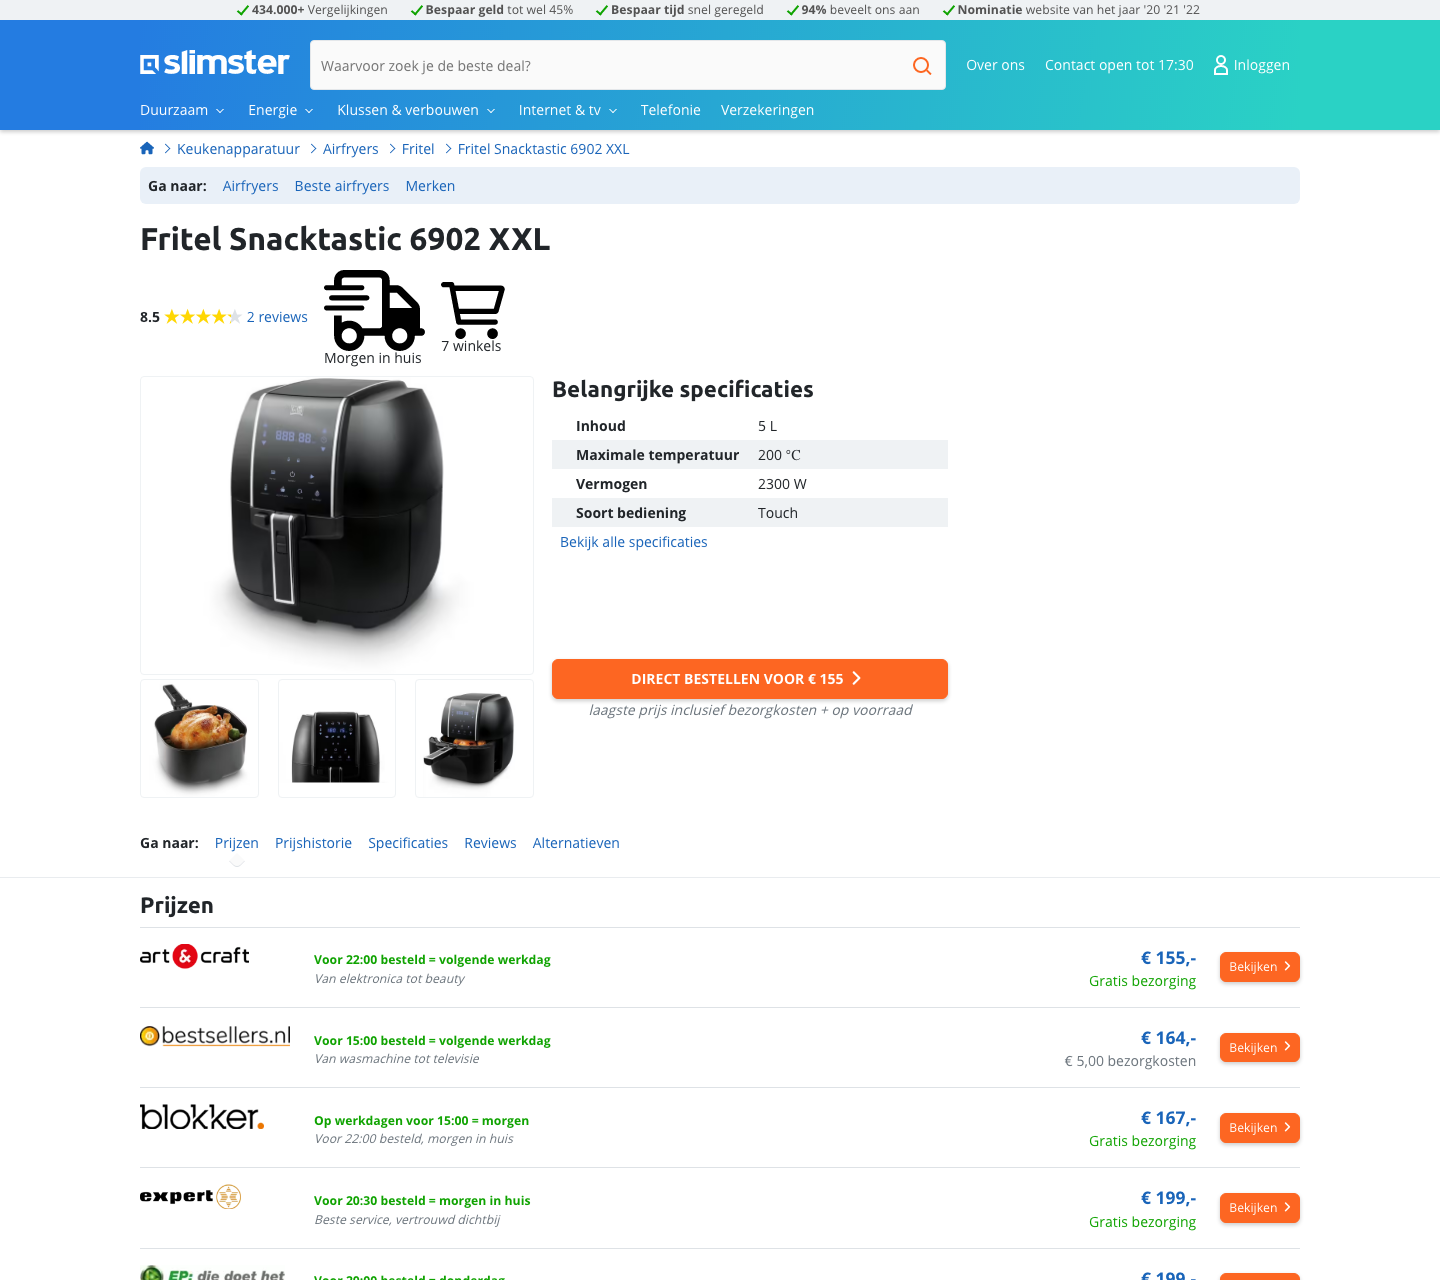 434.000+ Vergelijkingen Bespaar geld tot wel 45% Bespaar tijd snel geregeld 94% beveelt ons aan Nominatie website van het jaar '20 '21 '22
slimster
Waarvoor zoek je de beste deal?
Over ons Contact open tot 17:30 Inloggen
Duurzaam Energie Klussen & verbouwen Internet & tv Telefonie Verzekeringen
Keukenapparatuur Airfryers Fritel Fritel Snacktastic 6902 XXL
Ga naar: Airfryers Beste airfryers Merken
Fritel Snacktastic 6902 XXL
8.5 2 reviews
Morgen in huis
7 winkels
Belangrijke specificaties
Inhoud 5 L
Maximale temperatuur 200 °C
Vermogen 2300 W
Soort bediening Touch
Bekijk alle specificaties
DIRECT BESTELLEN VOOR € 155
laagste prijs inclusief bezorgkosten + op voorraad
Ga naar: Prijzen Prijshistorie Specificaties Reviews Alternatieven
Prijzen
art & craft
Voor 22:00 besteld = volgende werkdag
Van elektronica tot beauty
€ 155,-
Gratis bezorging
Bekijken
bestsellers.nl
Voor 15:00 besteld = volgende werkdag
Van wasmachine tot televisie
€ 164,-
€ 5,00 bezorgkosten
Bekijken
blokker.
Op werkdagen voor 15:00 = morgen
Voor 22:00 besteld, morgen in huis
€ 167,-
Gratis bezorging
Bekijken
expert
Voor 20:30 besteld = morgen in huis
Beste service, vertrouwd dichtbij
€ 199,-
Gratis bezorging
Bekijken
EP: die doet het
Voor 20:00 besteld = donderdag
€ 199,-